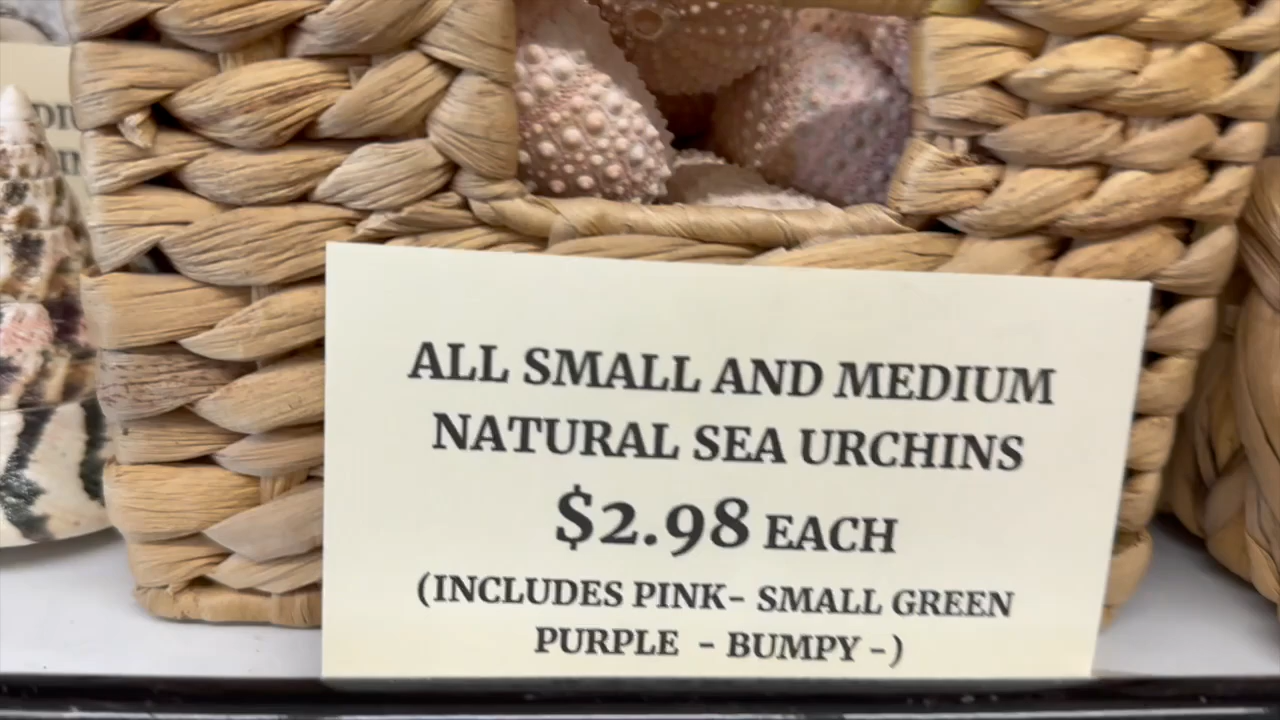 ALL SMALL AND MEDIUM
NATURAL SEA URCHINS
$2.98 EACH
(INCLUDES PINK- SMALL GREEN
PURPLE - BUMPY -)